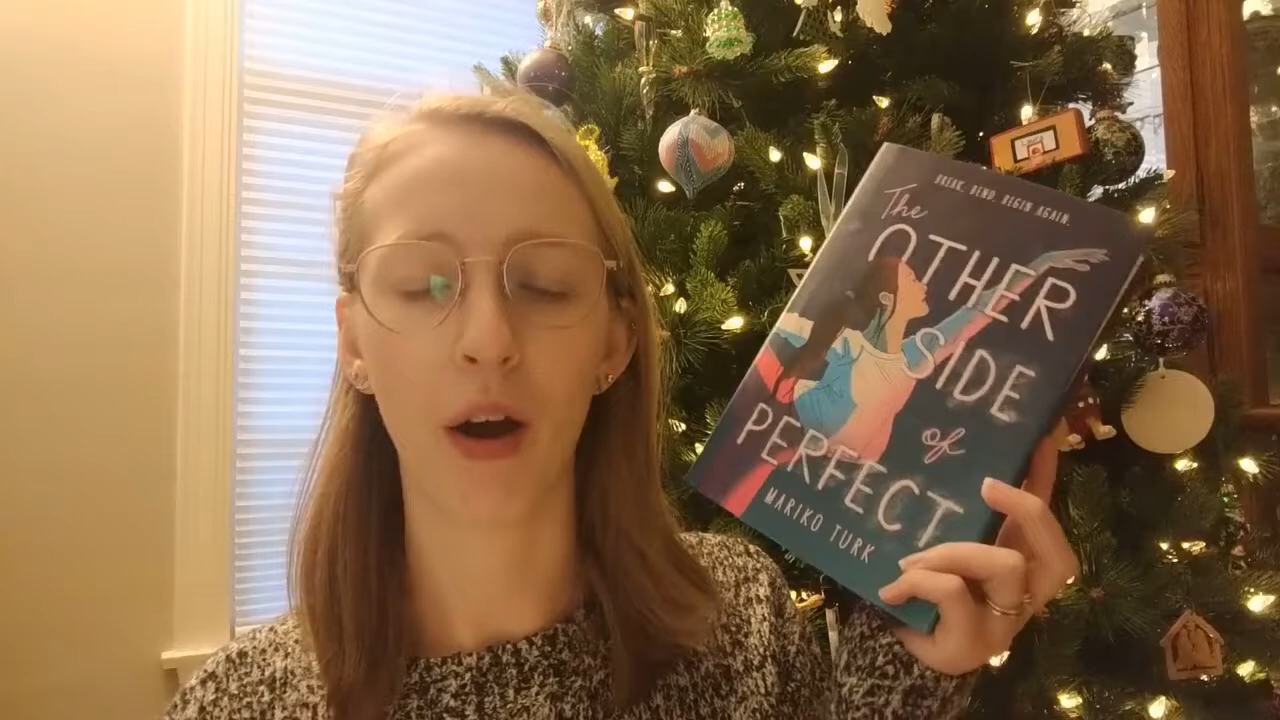 BREAK. BEND. BEGIN AGAIN.
The
OTHER
SIDE
of
PERFECT
MARIKO TURK